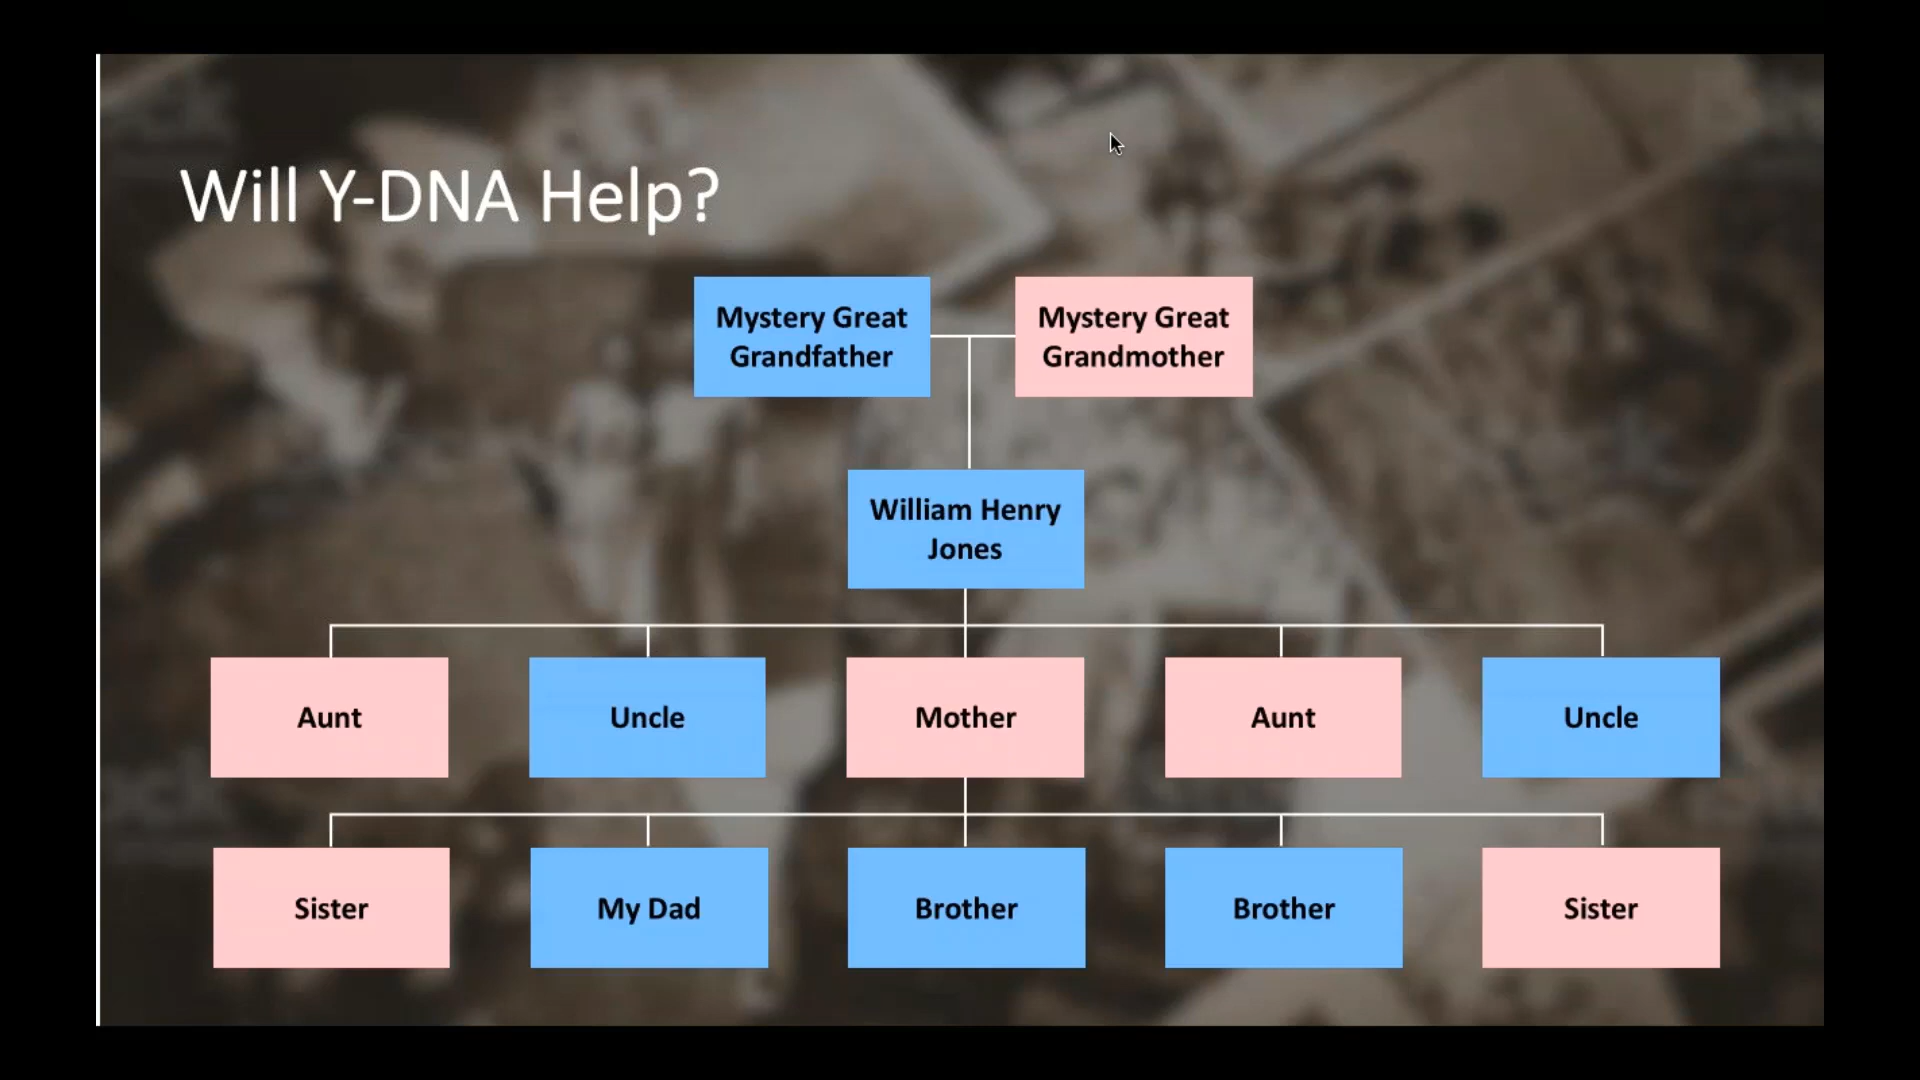 Will Y-DNA Help?
Mystery Great
Grandfather
Mystery Great
Grandmother
William Henry
Jones
Aunt
Uncle
Mother
Aunt
Uncle
Sister
My Dad
Brother
Brother
Sister